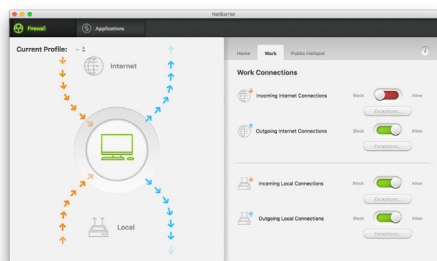 NetBarrier
Firewall
Applications
Current Profile: -
Internet
Local
Home Work Public Hotspot
Work Connections
Incoming Internet Connections Block Allow
Exceptions...
Outgoing Internet Connections Block Allow
Exceptions...
Incoming Local Connections Block Allow
Exceptions...
Outgoing Local Connections Block Allow
Exceptions...